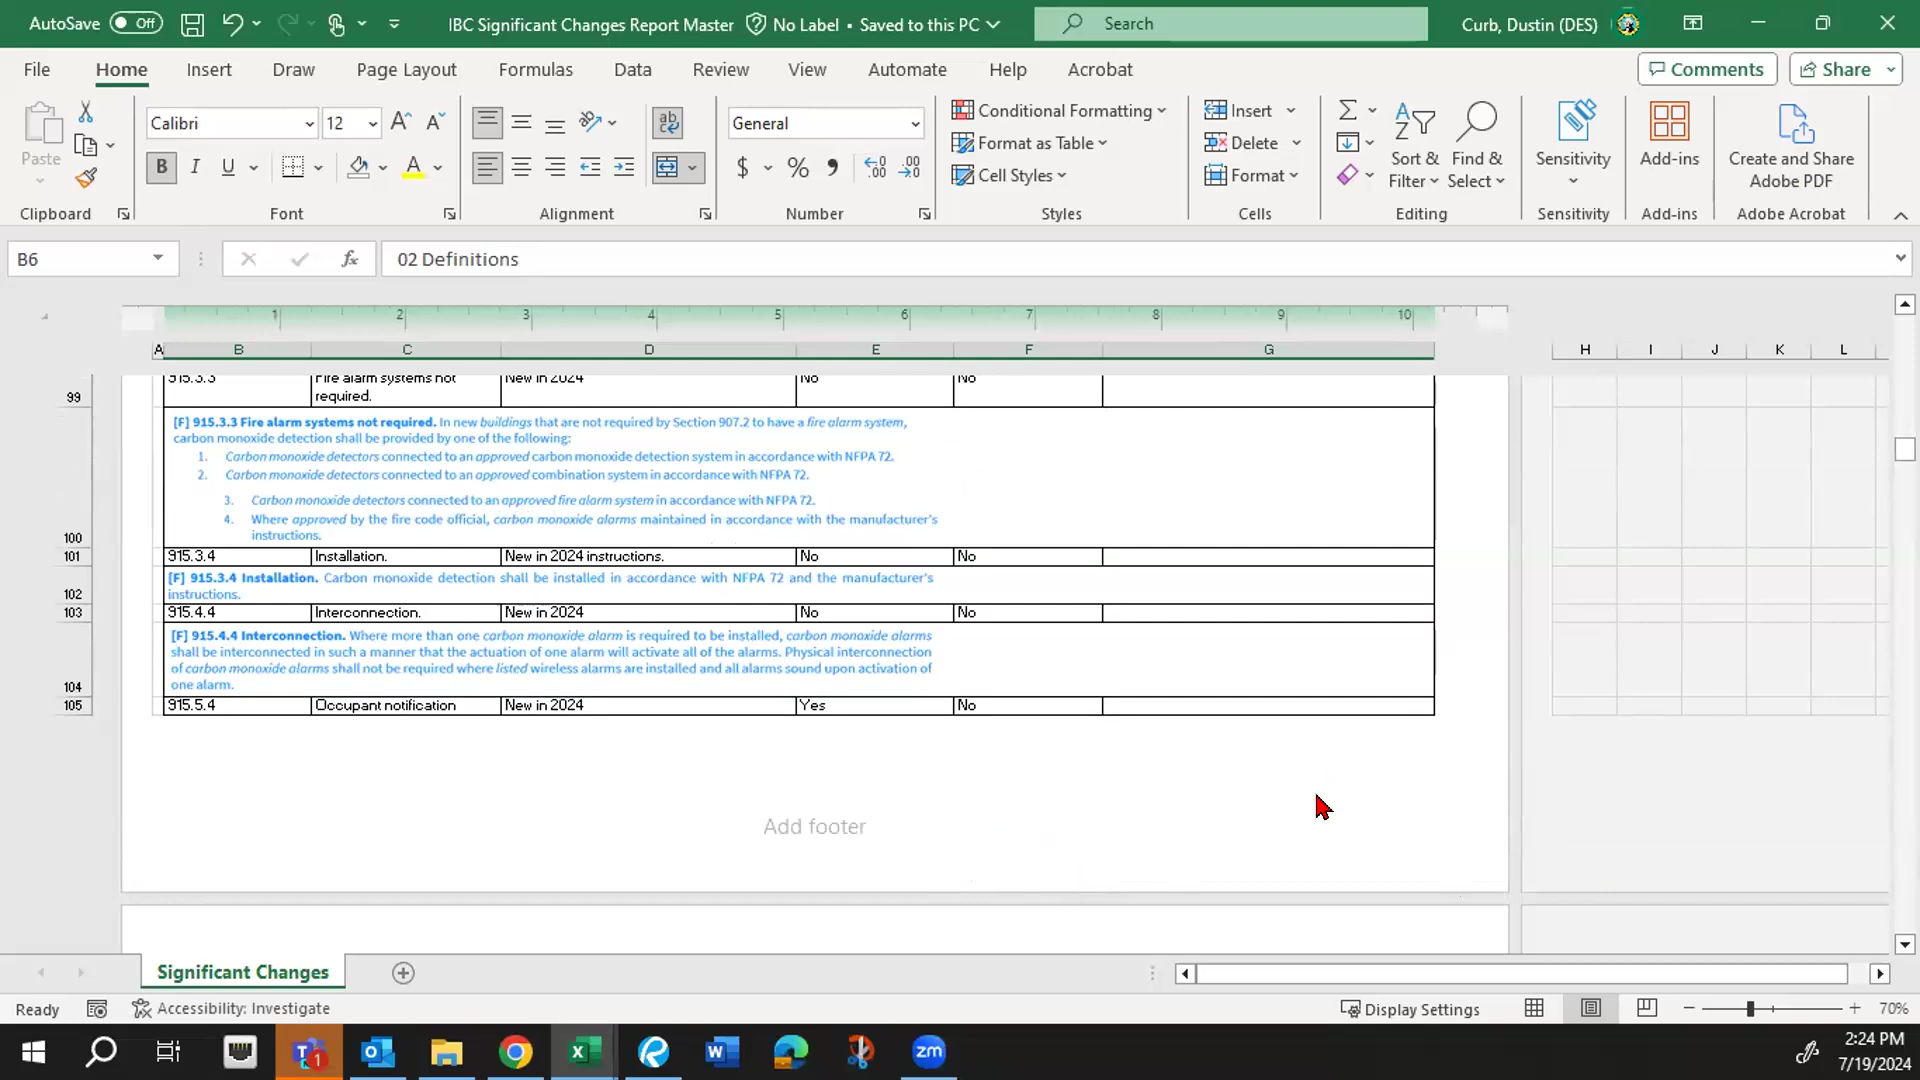 AutoSave Off IBC Significant Changes Report Master No Label • Saved to this PC Search Curb, Dustin (DES)
File Home Insert Draw Page Layout Formulas Data Review View Automate Help Acrobat Comments Share
Paste Calibri 12 General Conditional Formatting Insert Sort & Filter Find & Select Sensitivity Add-ins Create and Share Adobe PDF
B I U $ % Format as Table Delete
Cell Styles Format
Clipboard Font Alignment Number Styles Cells Editing Sensitivity Add-ins Adobe Acrobat
B6 fx 02 Definitions
1 2 3 4 5 6 7 8 9 10
A B C D E F G H I J K L
99 915.3.3 Fire alarm systems not required. New in 2024 No No
[F] 915.3.3 Fire alarm systems not required. In new buildings that are not required by Section 907.2 to have a fire alarm system,
carbon monoxide detection shall be provided by one of the following:
1. Carbon monoxide detectors connected to an approved carbon monoxide detection system in accordance with NFPA 72.
2. Carbon monoxide detectors connected to an approved combination system in accordance with NFPA 72.
3. Carbon monoxide detectors connected to an approved fire alarm system in accordance with NFPA 72.
4. Where approved by the fire code official, carbon monoxide alarms maintained in accordance with the manufacturer's
100 instructions.
101 915.3.4 Installation. New in 2024 instructions. No No
[F] 915.3.4 Installation. Carbon monoxide detection shall be installed in accordance with NFPA 72 and the manufacturer's
102 instructions.
103 915.4.4 Interconnection. New in 2024 No No
[F] 915.4.4 Interconnection. Where more than one carbon monoxide alarm is required to be installed, carbon monoxide alarms
shall be interconnected in such a manner that the actuation of one alarm will activate all of the alarms. Physical interconnection
of carbon monoxide alarms shall not be required where listed wireless alarms are installed and all alarms sound upon activation of
104 one alarm.
105 915.5.4 Occupant notification New in 2024 Yes No
Add footer
Significant Changes
Ready Accessibility: Investigate Display Settings 70%
2:24 PM
7/19/2024